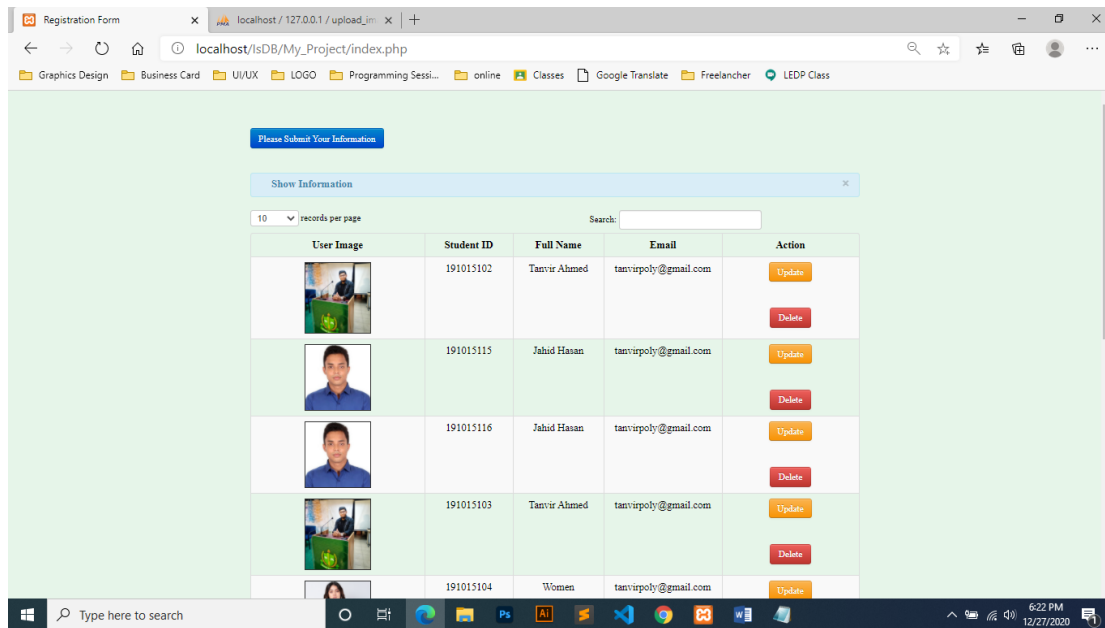 Registration Form
localhost / 127.0.0.1 / upload_im
localhost/IsDB/My_Project/index.php
Graphics Design Business Card UI/UX LOGO Programming Sessi... online Classes Google Translate Freelancher LEDP Class
Please Submit Your Information
Show Information ×
10 records per page Search:
User Image Student ID Full Name Email Action
191015102 Tanvir Ahmed tanvirpoly@gmail.com Update
Delete
191015115 Jahid Hasan tanvirpoly@gmail.com Update
Delete
191015116 Jahid Hasan tanvirpoly@gmail.com Update
Delete
191015103 Tanvir Ahmed tanvirpoly@gmail.com Update
Delete
191015104 Women tanvirpoly@gmail.com Update
Type here to search
Ps Ai
6:22 PM
12/27/2020